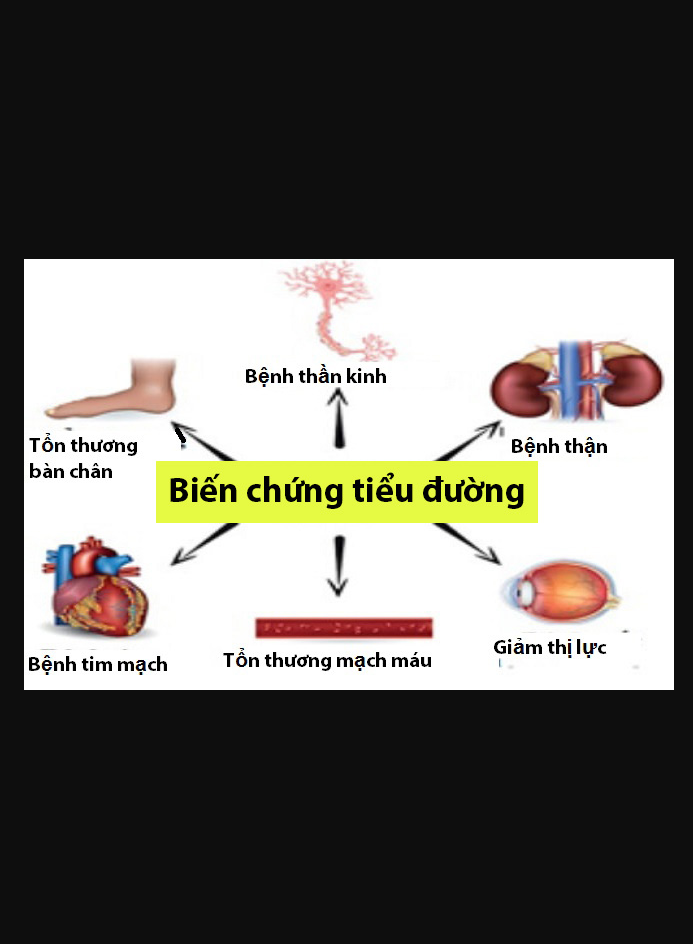 Bệnh thần kinh
Tổn thương
bàn chân
Bệnh thận
Biến chứng tiểu đường
Bệnh tim mạch
Tổn thương mạch máu
Giảm thị lực